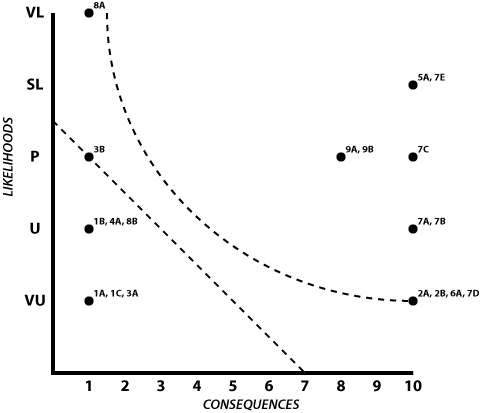 VL
8A
SL
5A, 7E
P
3B
9A, 9B
7C
U
1B, 4A, 8B
7A, 7B
VU
1A, 1C, 3A
2A, 2B, 6A, 7D
LIKELIHOODS
1 2 3 4 5 6 7 8 9 10
CONSEQUENCES